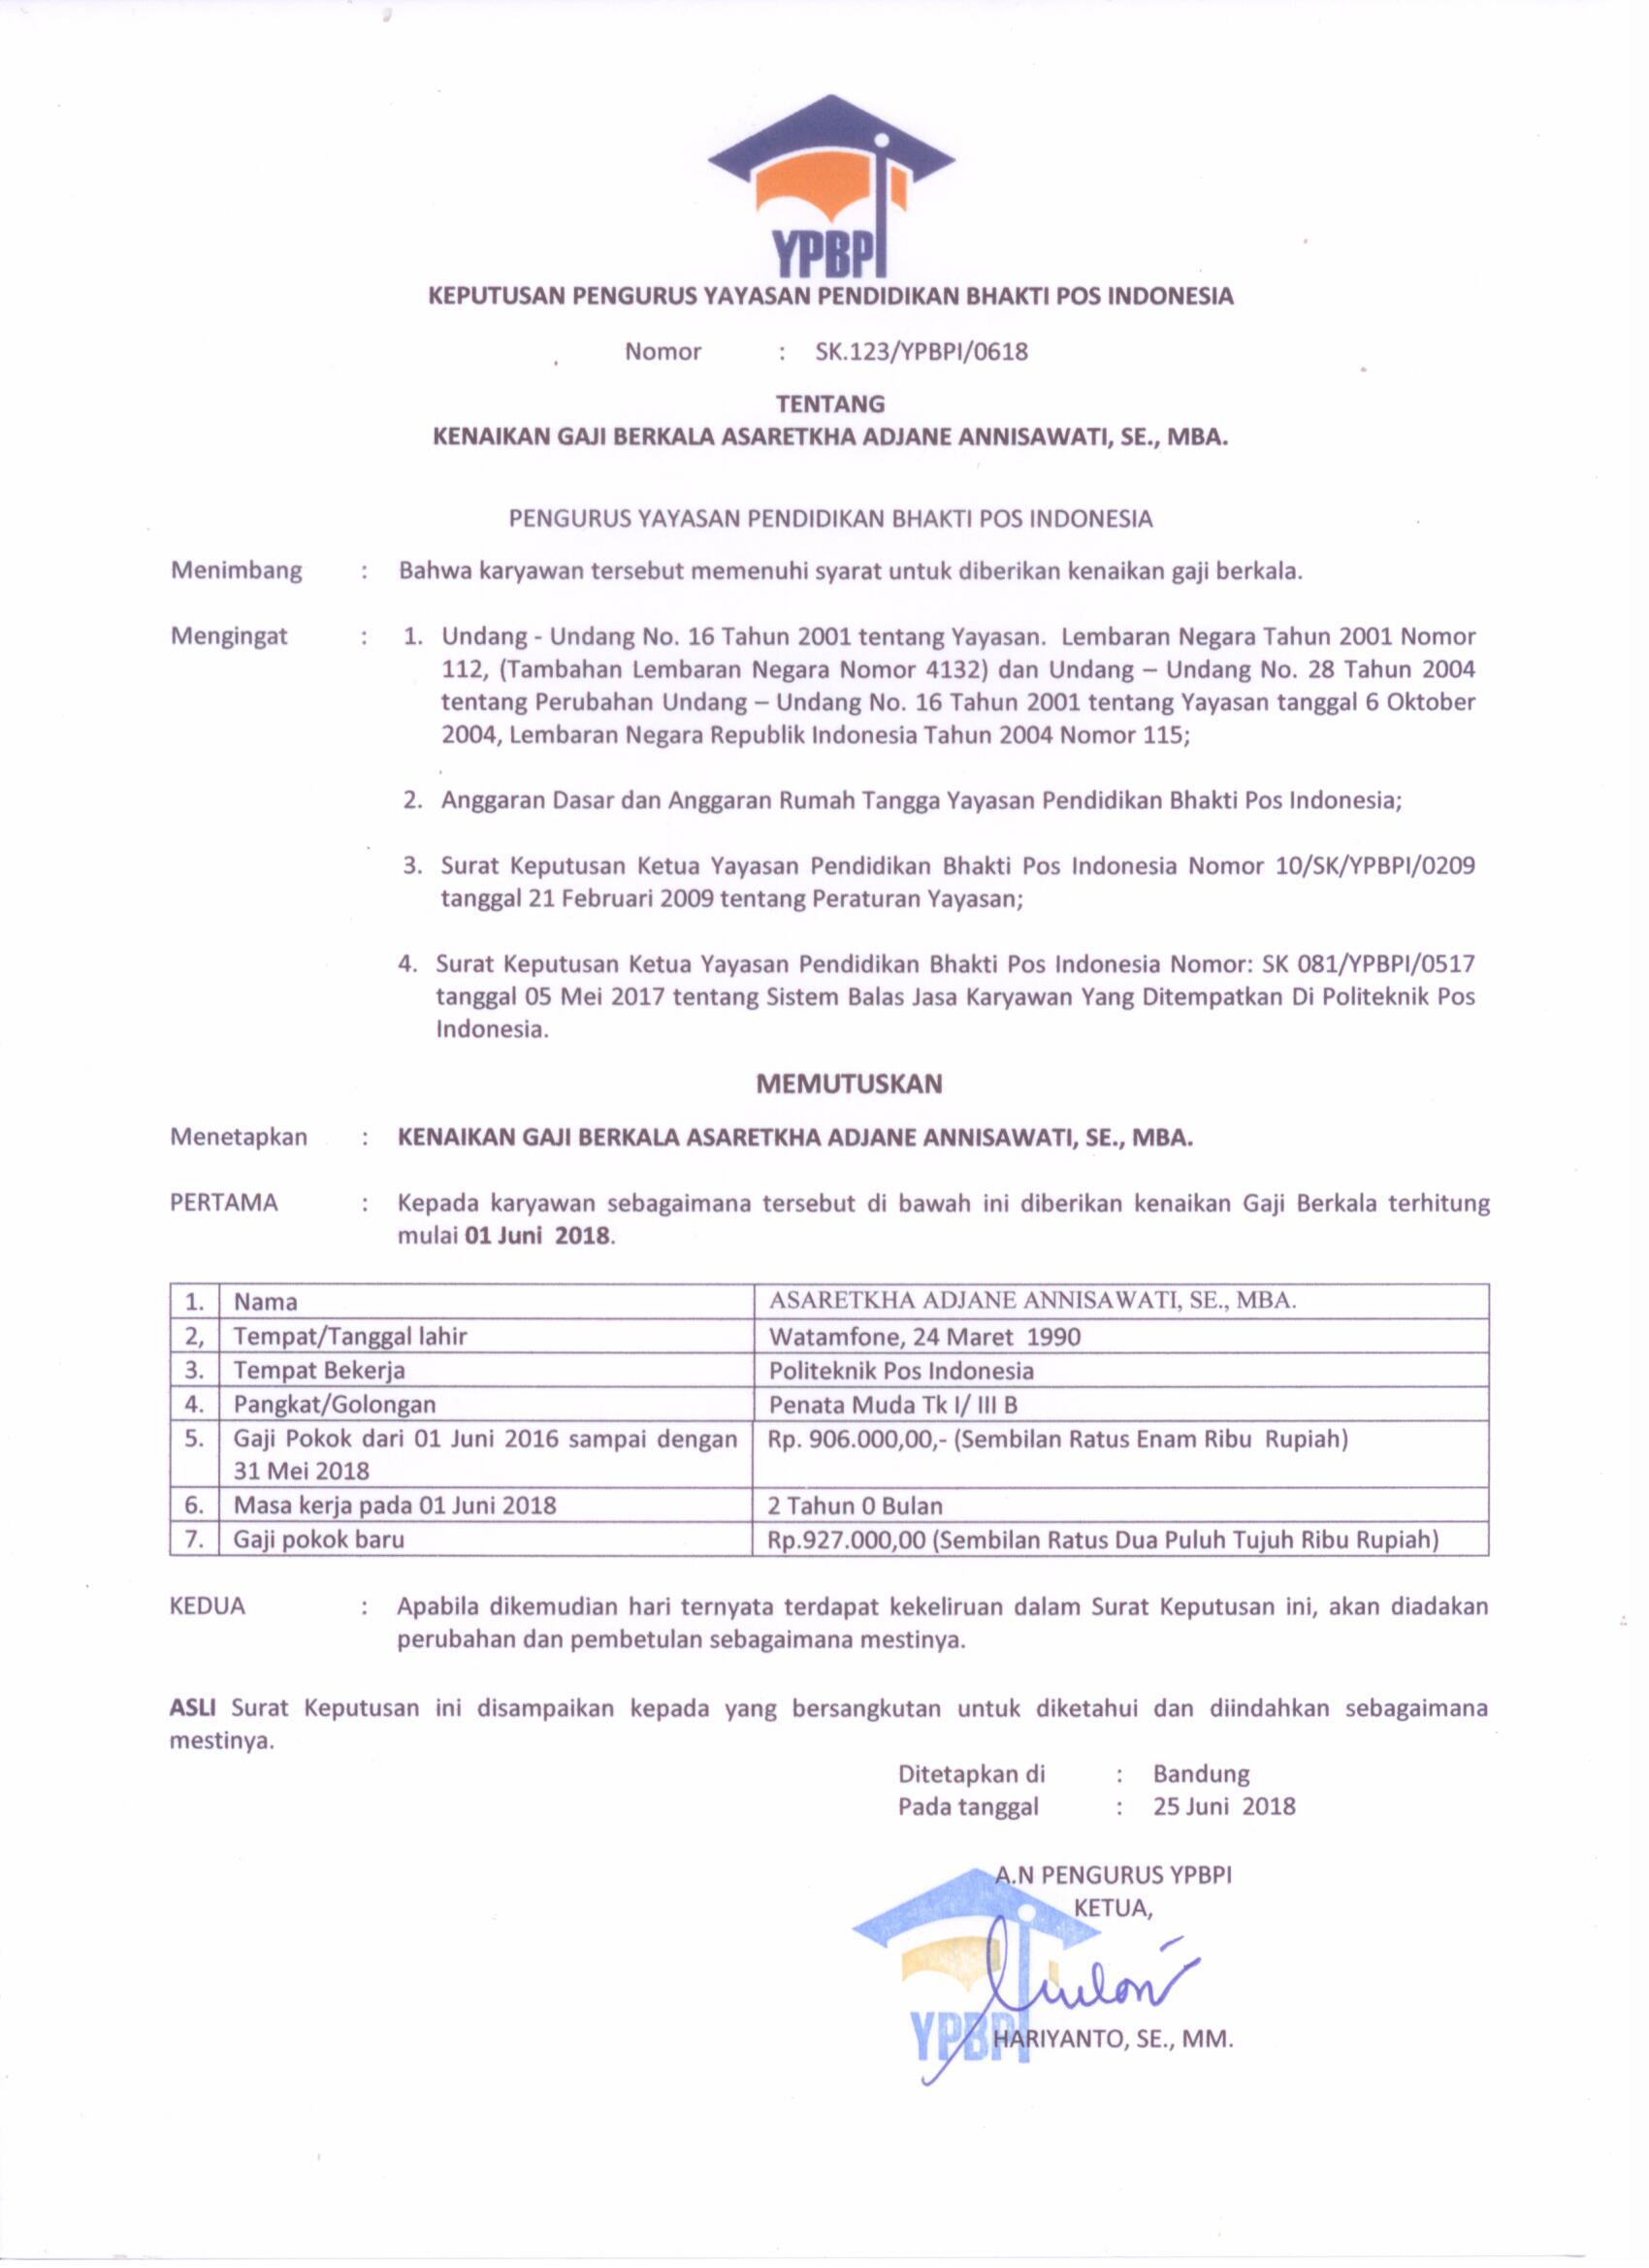 YPBPI
KEPUTUSAN PENGURUS YAYASAN PENDIDIKAN BHAKTI POS INDONESIA
Nomor : SK.123/YPBPI/0618
TENTANG
KENAIKAN GAJI BERKALA ASARETKHA ADJANE ANNISAWATI, SE., MBA.
PENGURUS YAYASAN PENDIDIKAN BHAKTI POS INDONESIA
Menimbang : Bahwa karyawan tersebut memenuhi syarat untuk diberikan kenaikan gaji berkala.
Mengingat : 1. Undang - Undang No. 16 Tahun 2001 tentang Yayasan. Lembaran Negara Tahun 2001 Nomor
112, (Tambahan Lembaran Negara Nomor 4132) dan Undang – Undang No. 28 Tahun 2004
tentang Perubahan Undang – Undang No. 16 Tahun 2001 tentang Yayasan tanggal 6 Oktober
2004, Lembaran Negara Republik Indonesia Tahun 2004 Nomor 115;
2. Anggaran Dasar dan Anggaran Rumah Tangga Yayasan Pendidikan Bhakti Pos Indonesia;
3. Surat Keputusan Ketua Yayasan Pendidikan Bhakti Pos Indonesia Nomor 10/SK/YPBPI/0209
tanggal 21 Februari 2009 tentang Peraturan Yayasan;
4. Surat Keputusan Ketua Yayasan Pendidikan Bhakti Pos Indonesia Nomor: SK 081/YPBPI/0517
tanggal 05 Mei 2017 tentang Sistem Balas Jasa Karyawan Yang Ditempatkan Di Politeknik Pos
Indonesia.
MEMUTUSKAN
Menetapkan : KENAIKAN GAJI BERKALA ASARETKHA ADJANE ANNISAWATI, SE., MBA.
PERTAMA : Kepada karyawan sebagaimana tersebut di bawah ini diberikan kenaikan Gaji Berkala terhitung
mulai 01 Juni 2018.
1. Nama ASARETKHA ADJANE ANNISAWATI, SE., MBA.
2, Tempat/Tanggal lahir Watamfone, 24 Maret 1990
3. Tempat Bekerja Politeknik Pos Indonesia
4. Pangkat/Golongan Penata Muda Tk I/ III B
5. Gaji Pokok dari 01 Juni 2016 sampai dengan Rp. 906.000,00,- (Sembilan Ratus Enam Ribu Rupiah)
31 Mei 2018
6. Masa kerja pada 01 Juni 2018 2 Tahun 0 Bulan
7. Gaji pokok baru Rp.927.000,00 (Sembilan Ratus Dua Puluh Tujuh Ribu Rupiah)
KEDUA : Apabila dikemudian hari ternyata terdapat kekeliruan dalam Surat Keputusan ini, akan diadakan
perubahan dan pembetulan sebagaimana mestinya.
ASLI Surat Keputusan ini disampaikan kepada yang bersangkutan untuk diketahui dan diindahkan sebagaimana
mestinya.
Ditetapkan di : Bandung
Pada tanggal : 25 Juni 2018
A.N PENGURUS YPBPI
KETUA,
YPBPI
HARIYANTO, SE., MM.